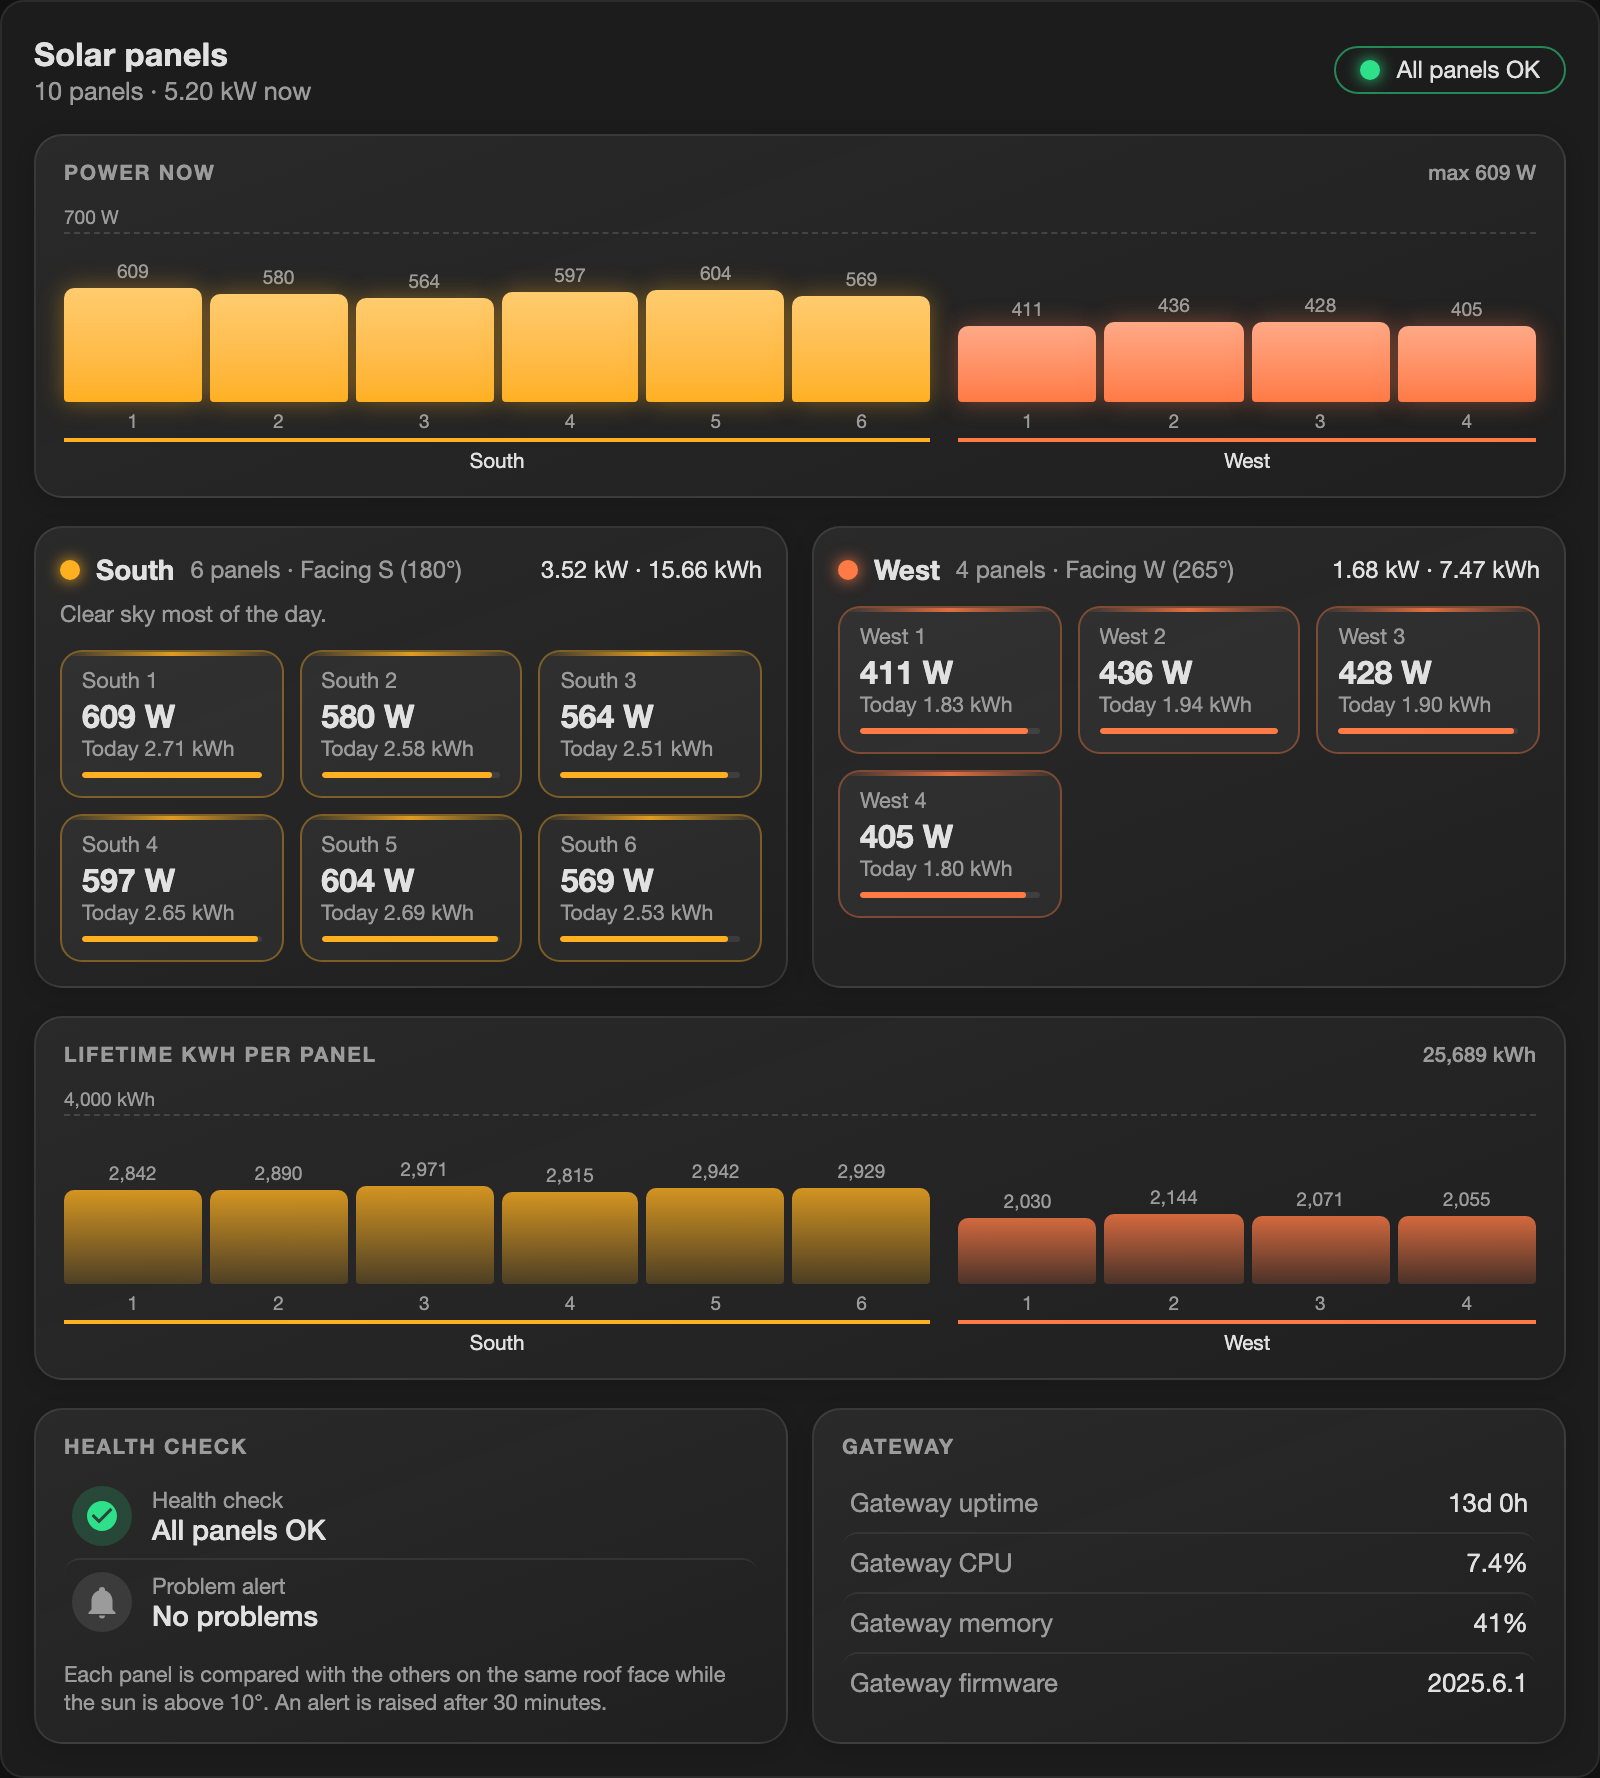 Solar panels
10 panels · 5.20 kW now
All panels OK
POWER NOW
max 609 W
700 W
609
580
564
597
604
569
411
436
428
405
1
2
3
4
5
6
1
2
3
4
South
West
South 6 panels · Facing S (180°) 3.52 kW · 15.66 kWh
Clear sky most of the day.
South 1
609 W
Today 2.71 kWh
South 2
580 W
Today 2.58 kWh
South 3
564 W
Today 2.51 kWh
South 4
597 W
Today 2.65 kWh
South 5
604 W
Today 2.69 kWh
South 6
569 W
Today 2.53 kWh
West 4 panels · Facing W (265°) 1.68 kW · 7.47 kWh
West 1
411 W
Today 1.83 kWh
West 2
436 W
Today 1.94 kWh
West 3
428 W
Today 1.90 kWh
West 4
405 W
Today 1.80 kWh
LIFETIME KWH PER PANEL
25,689 kWh
4,000 kWh
2,842
2,890
2,971
2,815
2,942
2,929
2,030
2,144
2,071
2,055
1
2
3
4
5
6
1
2
3
4
South
West
HEALTH CHECK
Health check
All panels OK
Problem alert
No problems
Each panel is compared with the others on the same roof face while
the sun is above 10°. An alert is raised after 30 minutes.
GATEWAY
Gateway uptime 13d 0h
Gateway CPU 7.4%
Gateway memory 41%
Gateway firmware 2025.6.1